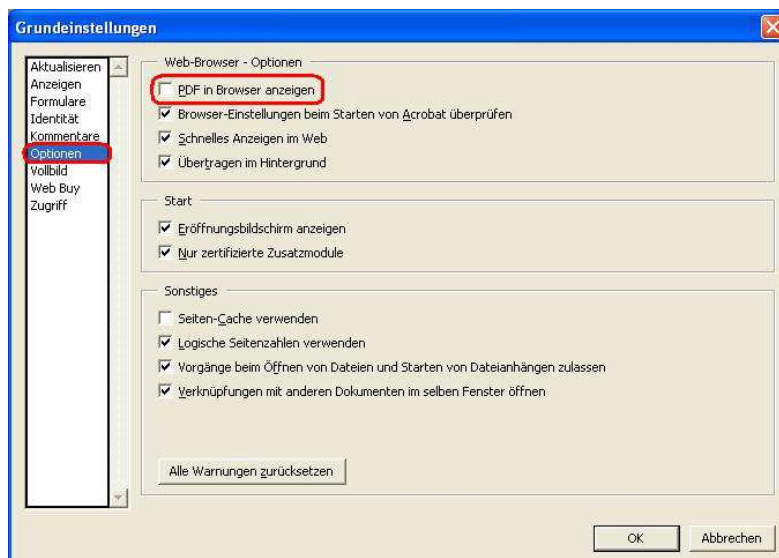 Grundeinstellungen
Aktualisieren
Anzeigen
Formulare
Identität
Kommentare
Optionen
Vollbild
Web Buy
Zugriff
Web-Browser - Optionen
PDF in Browser anzeigen
Browser-Einstellungen beim Starten von Acrobat überprüfen
Schnelles Anzeigen im Web
Übertragen im Hintergrund
Start
Eröffnungsbildschirm anzeigen
Nur zertifizierte Zusatzmodule
Sonstiges
Seiten-Cache verwenden
Logische Seitenzahlen verwenden
Vorgänge beim Öffnen von Dateien und Starten von Dateianhängen zulassen
Verknüpfungen mit anderen Dokumenten im selben Fenster öffnen
Alle Warnungen zurücksetzen
OK
Abbrechen